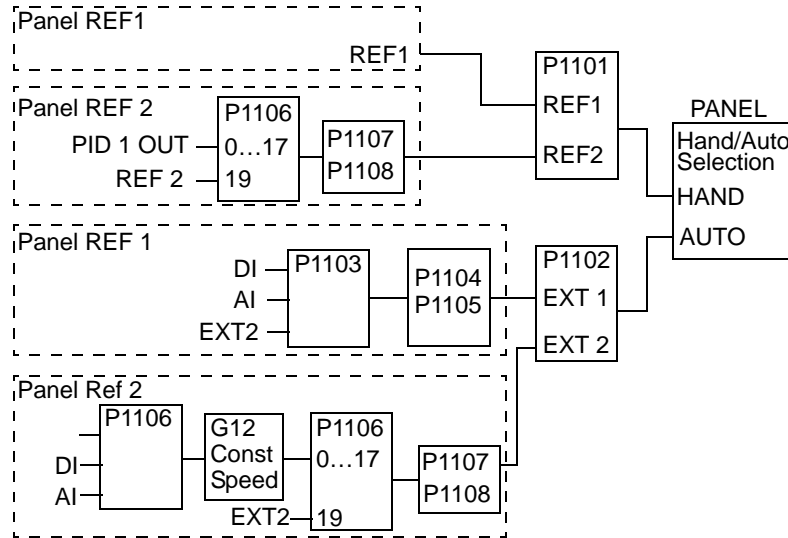 Panel REF1
REF1
Panel REF 2
PID 1 OUT
REF 2
P1106
0...17
19
P1107
P1108
P1101
REF1
REF2
PANEL
Hand/Auto
Selection
HAND
AUTO
Panel REF 1
DI
AI
EXT2
P1103
P1104
P1105
P1102
EXT 1
EXT 2
Panel Ref 2
P1106
DI
AI
G12
Const
Speed
P1106
0...17
EXT2
19
P1107
P1108